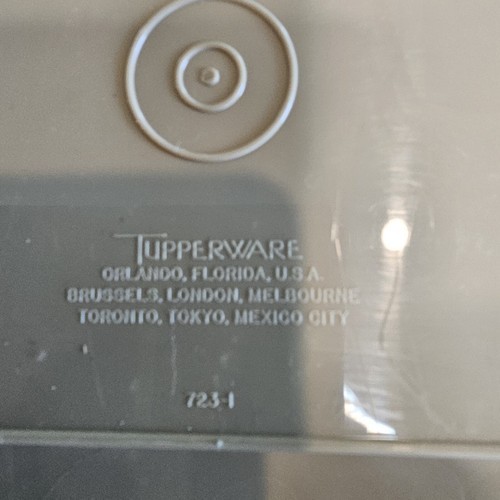 TUPPERWARE
ORLANDO, FLORIDA, U.S.A.
BRUSSELS, LONDON, MELBOURNE
TORONTO, TOKYO, MEXICO CITY
723-1